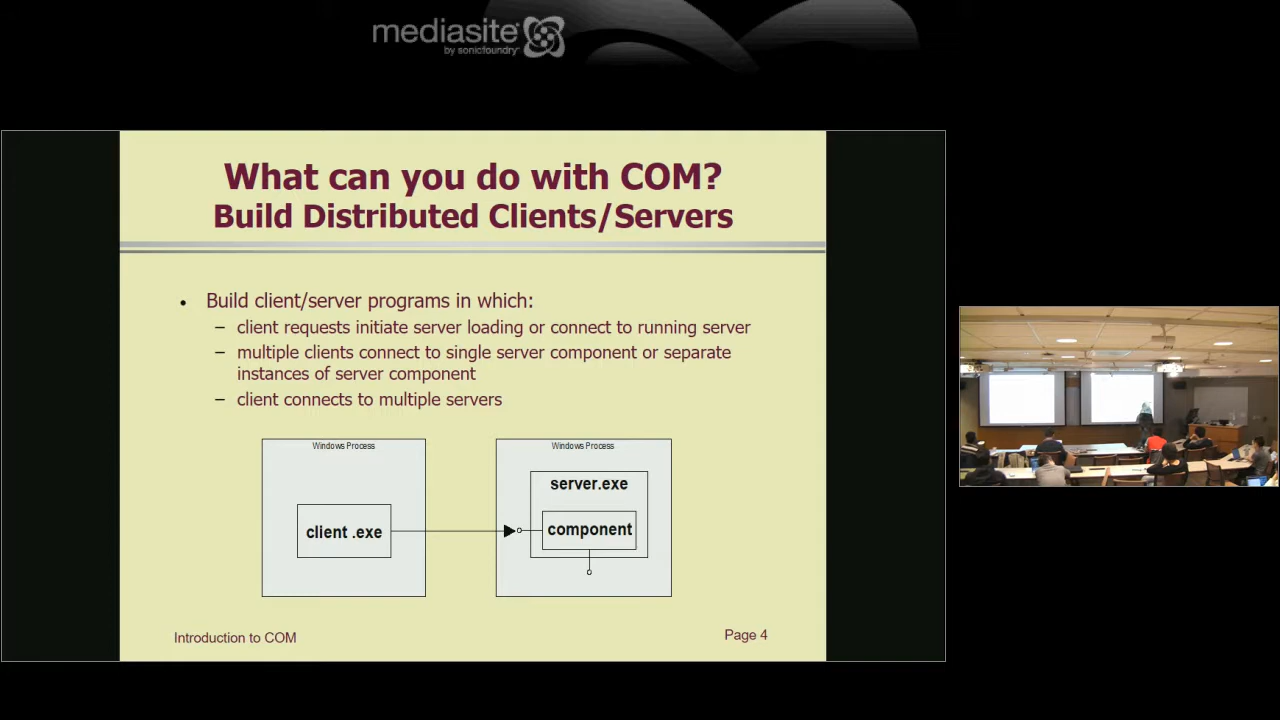 mediasite
by sonicfoundry
What can you do with COM?
Build Distributed Clients/Servers
• Build client/server programs in which:
– client requests initiate server loading or connect to running server
– multiple clients connect to single server component or separate
instances of server component
– client connects to multiple servers
Windows Process
client .exe
Windows Process
server.exe
component
Introduction to COM
Page 4